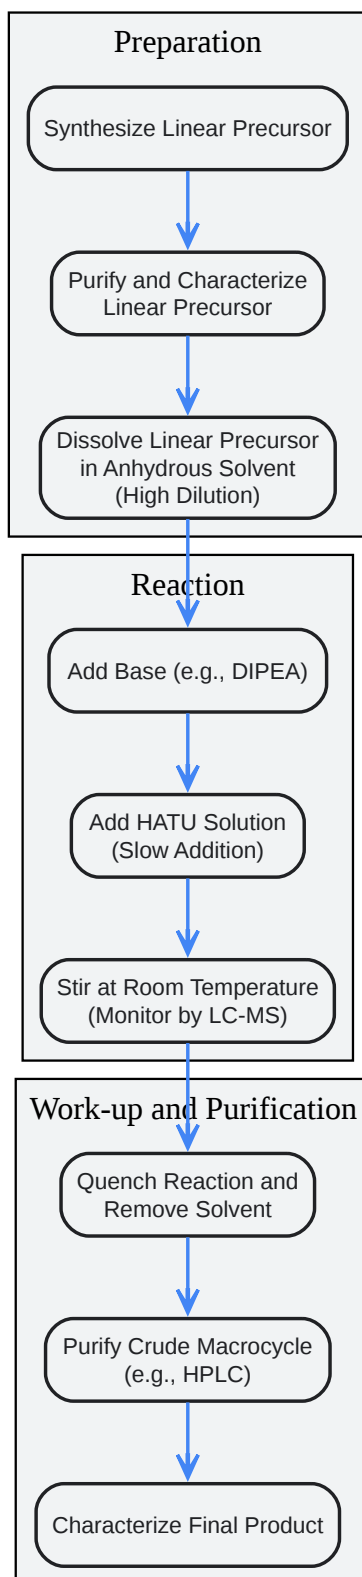 Preparation
Synthesize Linear Precursor
Purify and Characterize
Linear Precursor
Dissolve Linear Precursor
in Anhydrous Solvent
(High Dilution)
Reaction
Add Base (e.g., DIPEA)
Add HATU Solution
(Slow Addition)
Stir at Room Temperature
(Monitor by LC-MS)
Work-up and Purification
Quench Reaction and
Remove Solvent
Purify Crude Macrocycle
(e.g., HPLC)
Characterize Final Product